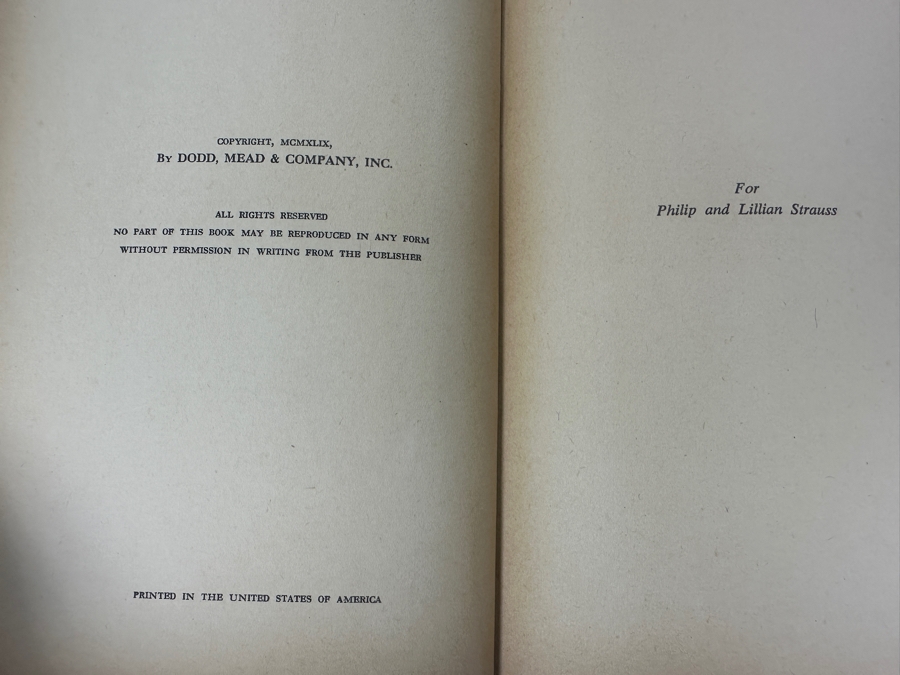 COPYRIGHT, MCMXLIX,
By DODD, MEAD & COMPANY, INC.
ALL RIGHTS RESERVED
NO PART OF THIS BOOK MAY BE REPRODUCED IN ANY FORM
WITHOUT PERMISSION IN WRITING FROM THE PUBLISHER
PRINTED IN THE UNITED STATES OF AMERICA
For
Philip and Lillian Strauss